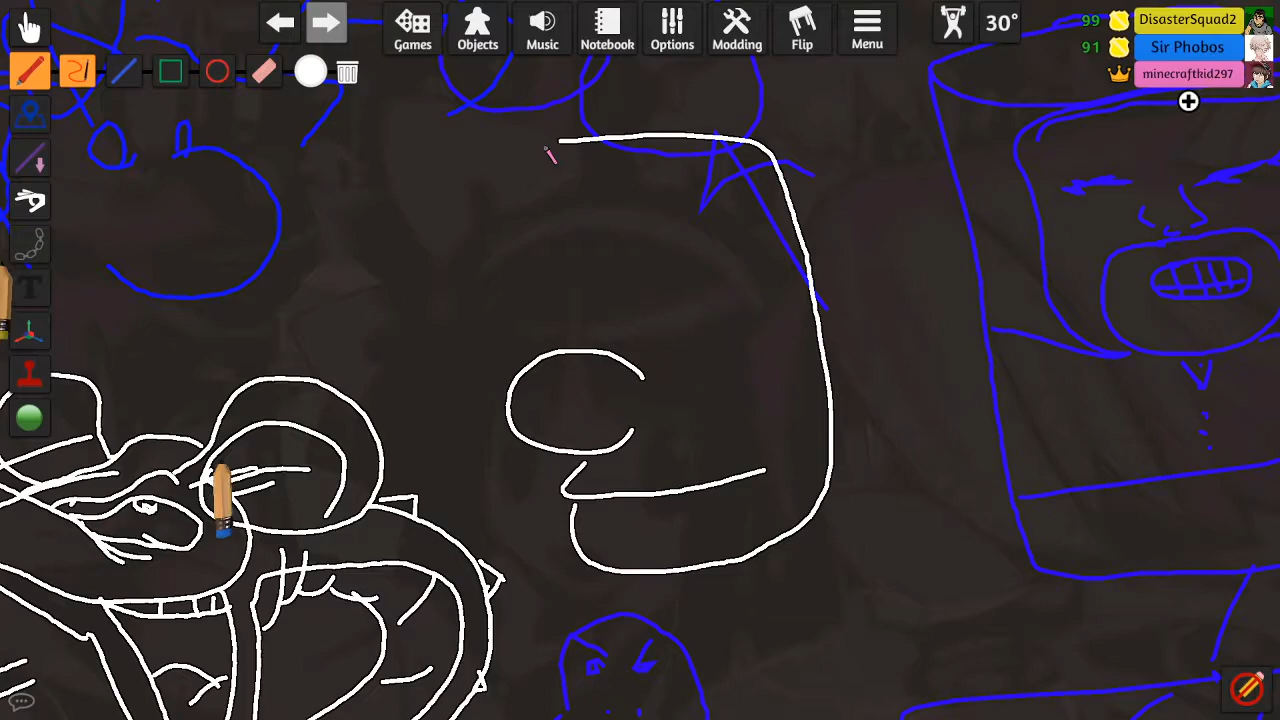 Games Objects Music Notebook Options Modding Flip Menu 30° 99 DisasterSquad2
91 Sir Phobos
minecraftkid297
T